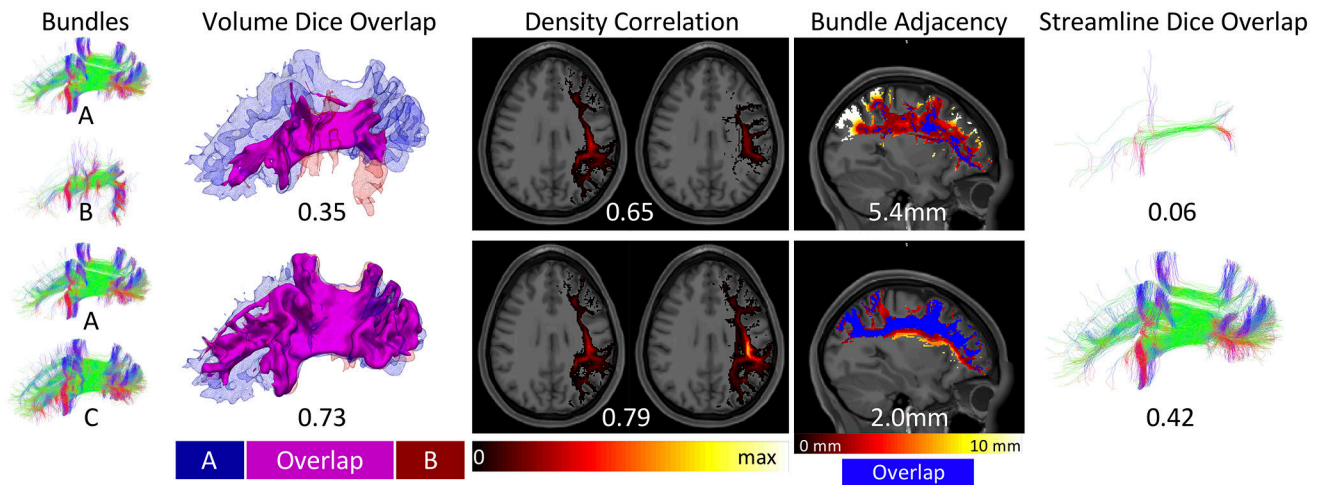 Bundles
Volume Dice Overlap
Density Correlation
Bundle Adjacency
Streamline Dice Overlap
A
B
0.35
0.65
5.4mm
0.06
A
C
0.73
0.79
2.0mm
0.42
A
Overlap
B
0
max
0 mm
10 mm
Overlap